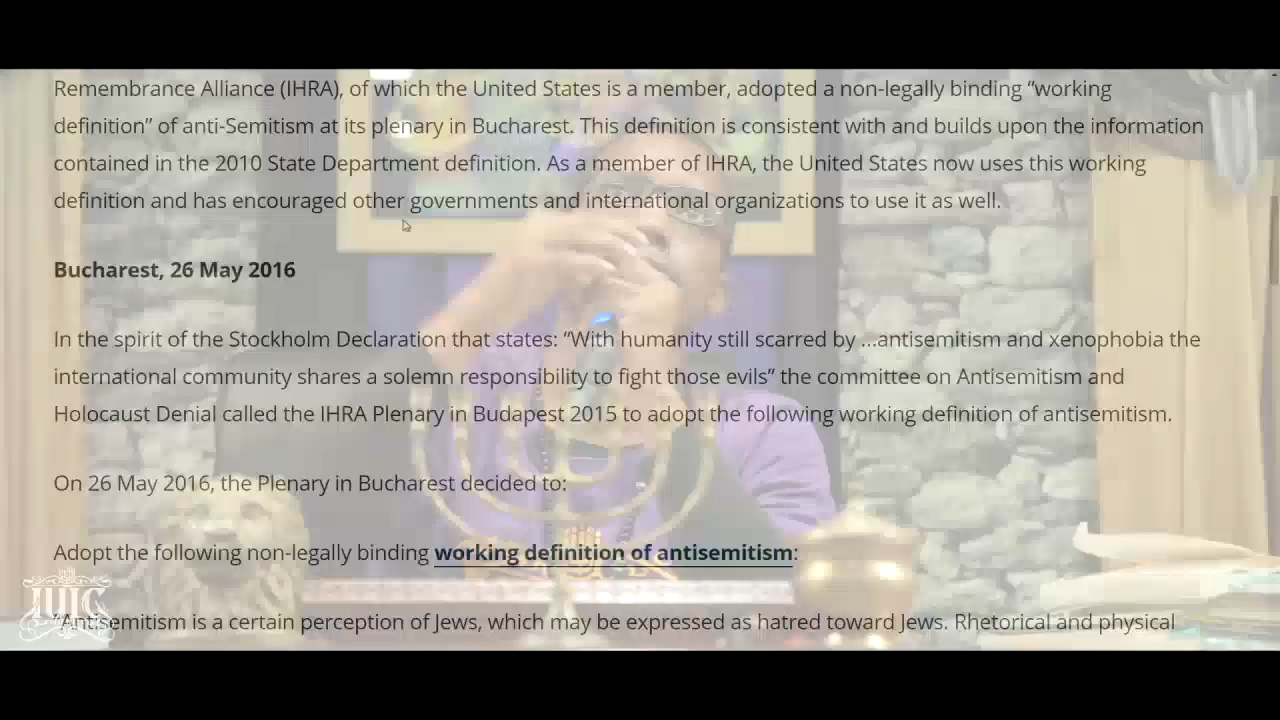 Remembrance Alliance (IHRA), of which the United States is a member, adopted a non-legally binding “working
definition” of anti-Semitism at its plenary in Bucharest. This definition is consistent with and builds upon the information
contained in the 2010 State Department definition. As a member of IHRA, the United States now uses this working
definition and has encouraged other governments and international organizations to use it as well.
Bucharest, 26 May 2016
In the spirit of the Stockholm Declaration that states: “With humanity still scarred by …antisemitism and xenophobia the
international community shares a solemn responsibility to fight those evils” the committee on Antisemitism and
Holocaust Denial called the IHRA Plenary in Budapest 2015 to adopt the following working definition of antisemitism.
On 26 May 2016, the Plenary in Bucharest decided to:
Adopt the following non-legally binding working definition of antisemitism:
“Antisemitism is a certain perception of Jews, which may be expressed as hatred toward Jews. Rhetorical and physical
IUIC